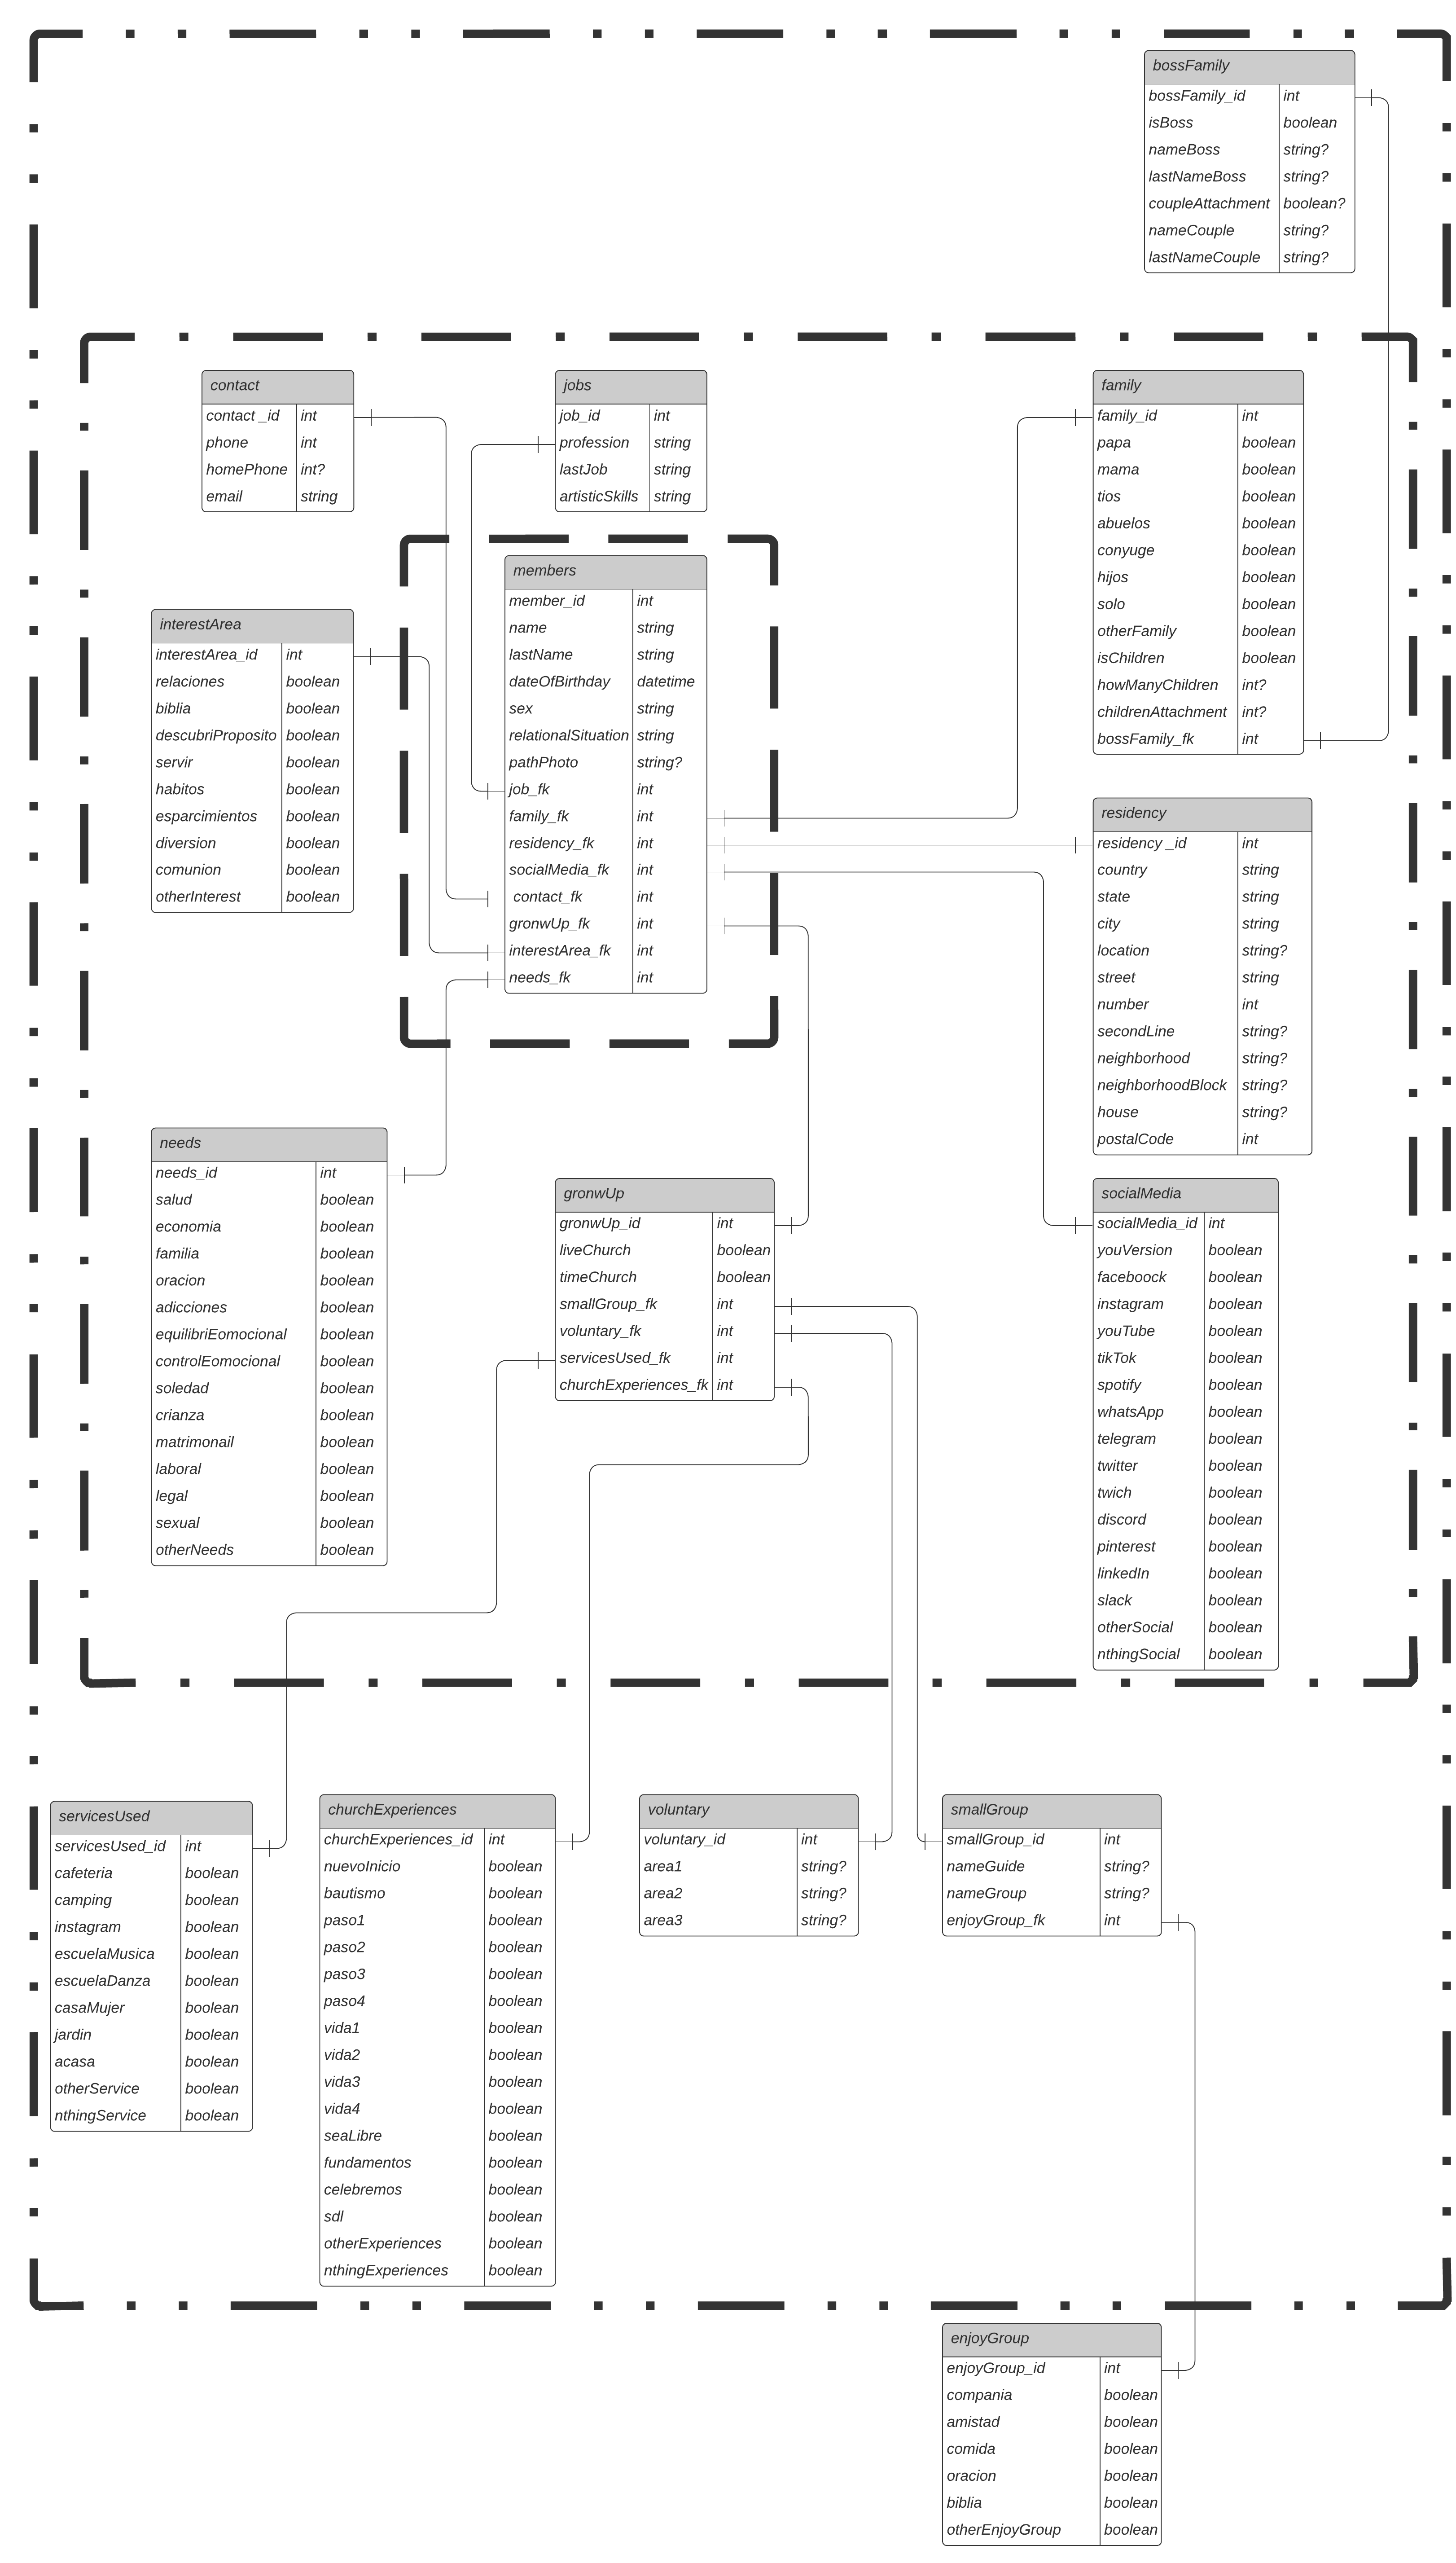 bossFamily
bossFamily_id int
isBoss boolean
nameBoss string?
lastNameBoss string?
coupleAttachment boolean?
nameCouple string?
lastNameCouple string?
contact
contact _id int
phone int
homePhone int?
email string
jobs
job_id int
profession string
lastJob string
artisticSkills string
family
family_id int
papa boolean
mama boolean
tios boolean
abuelos boolean
conyuge boolean
hijos boolean
solo boolean
otherFamily boolean
isChildren boolean
howManyChildren int?
childrenAttachment int?
bossFamily_fk int
members
member_id int
name string
lastName string
dateOfBirthday datetime
sex string
relationalSituation string
pathPhoto string?
job_fk int
family_fk int
residency_fk int
socialMedia_fk int
contact_fk int
gronwUp_fk int
interestArea_fk int
needs_fk int
interestArea
interestArea_id int
relaciones boolean
biblia boolean
descubriProposito boolean
servir boolean
habitos boolean
esparcimientos boolean
diversion boolean
comunion boolean
otherInterest boolean
residency
residency _id int
country string
state string
city string
location string?
street string
number int
secondLine string?
neighborhood string?
neighborhoodBlock string?
house string?
postalCode int
needs
needs_id int
salud boolean
economia boolean
familia boolean
oracion boolean
adicciones boolean
equilibriEomocional boolean
controlEomocional boolean
soledad boolean
crianza boolean
matrimonail boolean
laboral boolean
legal boolean
sexual boolean
otherNeeds boolean
gronwUp
gronwUp_id int
liveChurch boolean
timeChurch boolean
smallGroup_fk int
voluntary_fk int
servicesUsed_fk int
churchExperiences_fk int
socialMedia
socialMedia_id int
youVersion boolean
faceboock boolean
instagram boolean
youTube boolean
tikTok boolean
spotify boolean
whatsApp boolean
telegram boolean
twitter boolean
twich boolean
discord boolean
pinterest boolean
linkedIn boolean
slack boolean
otherSocial boolean
nthingSocial boolean
servicesUsed
servicesUsed_id int
cafeteria boolean
camping boolean
instagram boolean
escuelaMusica boolean
escuelaDanza boolean
casaMujer boolean
jardin boolean
acasa boolean
otherService boolean
nthingService boolean
churchExperiences
churchExperiences_id int
nuevoInicio boolean
bautismo boolean
paso1 boolean
paso2 boolean
paso3 boolean
paso4 boolean
vida1 boolean
vida2 boolean
vida3 boolean
vida4 boolean
seaLibre boolean
fundamentos boolean
celebremos boolean
sdl boolean
otherExperiences boolean
nthingExperiences boolean
voluntary
voluntary_id int
area1 string?
area2 string?
area3 string?
smallGroup
smallGroup_id int
nameGuide string?
nameGroup string?
enjoyGroup_fk int
enjoyGroup
enjoyGroup_id int
compania boolean
amistad boolean
comida boolean
oracion boolean
biblia boolean
otherEnjoyGroup boolean